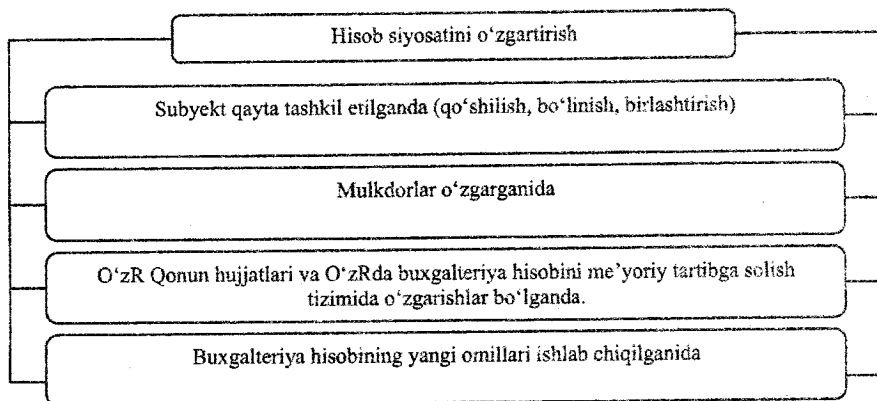 Hisob siyosatini o‘zgartirish
Subyekt qayta tashkil etilganda (qo‘shilish, bo‘linish, birlashtirish)
Mulkdorlar o‘zgarganida
O‘zR Qonun hujjatlari va O‘zRda buxgalteriya hisobini me’yoriy tartibga solish
tizimida o‘zgarishlar bo‘lganda.
Buxgalteriya hisobining yangi omillari ishlab chiqilganida